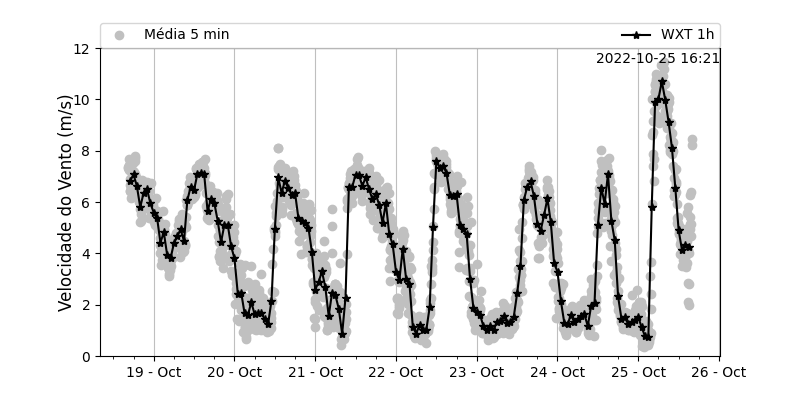 Média 5 min
WXT 1h
2022-10-25 16:21
Velocidade do Vento (m/s)
12
10
8
6
4
2
0
19 - Oct
20 - Oct
21 - Oct
22 - Oct
23 - Oct
24 - Oct
25 - Oct
26 - Oct